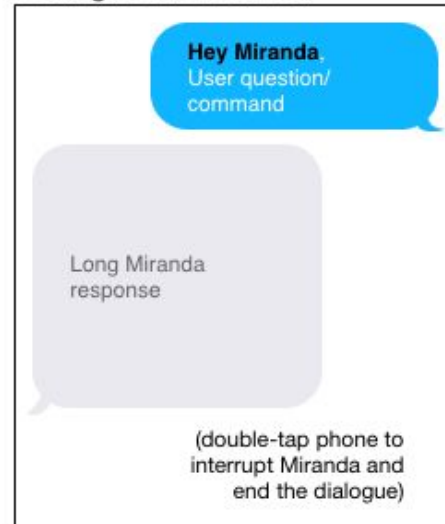 Hey Miranda,
User question/
command
Long Miranda
response
(double-tap phone to
interrupt Miranda and
end the dialogue)